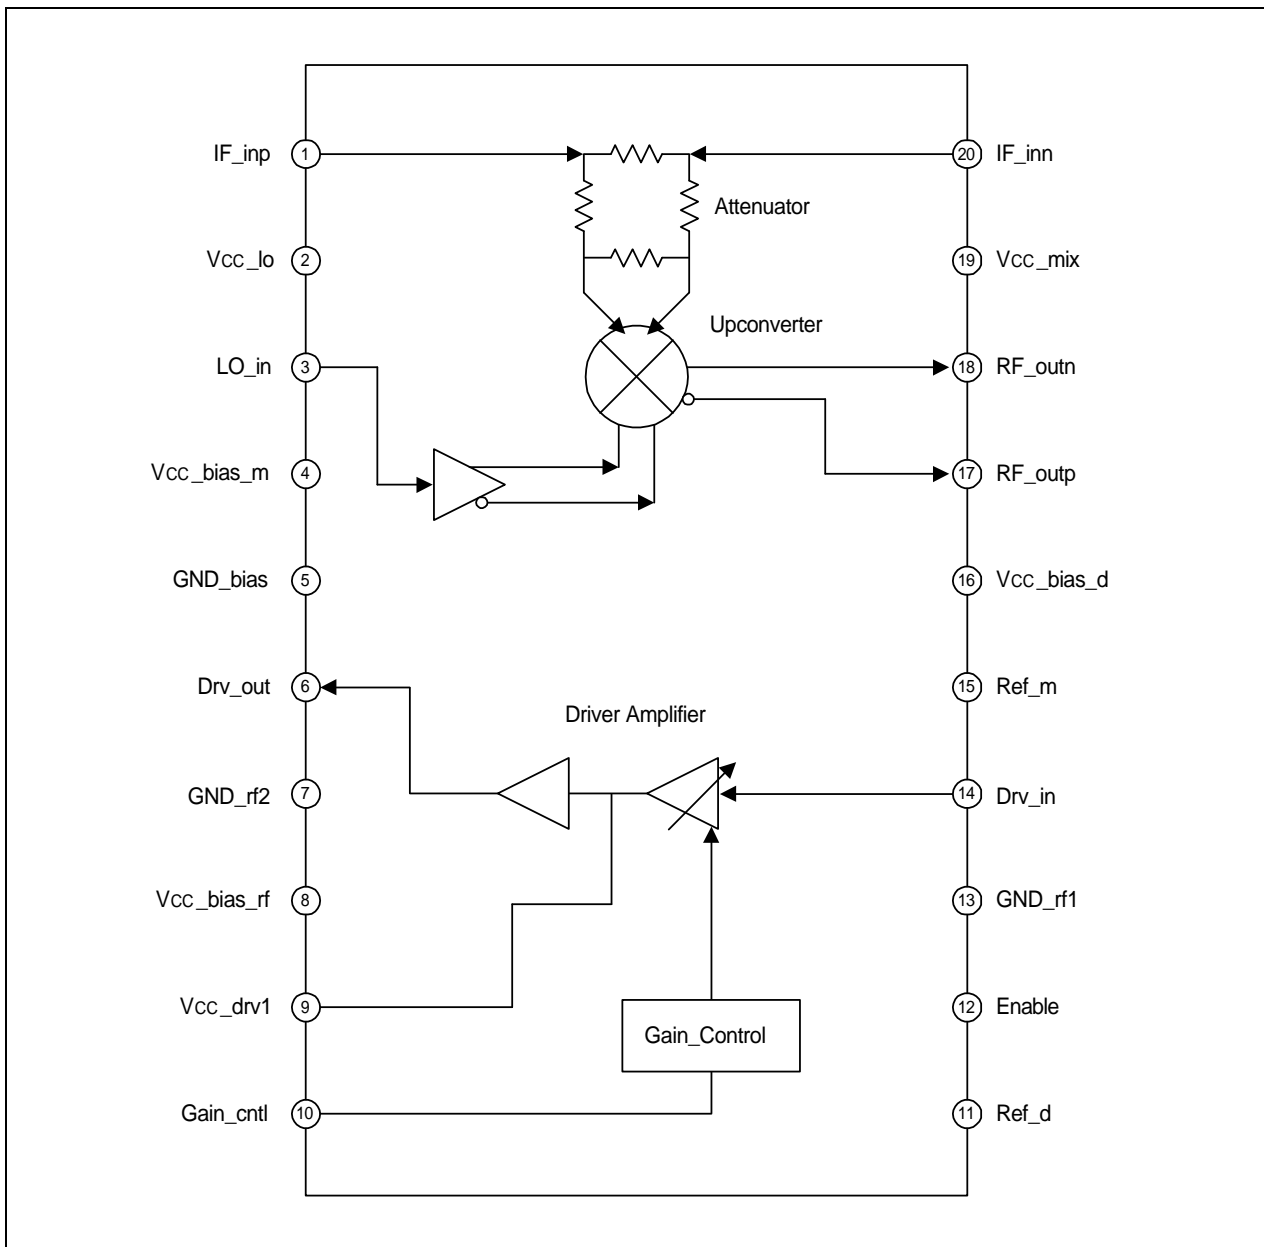 IF_inp 1
20 IF_inn
Attenuator
Vcc_lo 2
19 Vcc_mix
Upconverter
LO_in 3
18 RF_outn
Vcc_bias_m 4
17 RF_outp
GND_bias 5
16 Vcc_bias_d
Drv_out 6
15 Ref_m
Driver Amplifier
GND_rf2 7
14 Drv_in
Vcc_bias_rf 8
13 GND_rf1
Vcc_drv1 9
12 Enable
Gain_Control
Gain_cntl 10
11 Ref_d